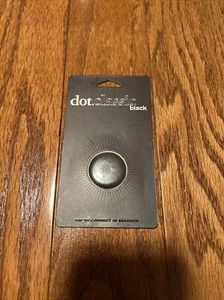 dot.classic
black
TAP TO CONNECT IN SECONDS